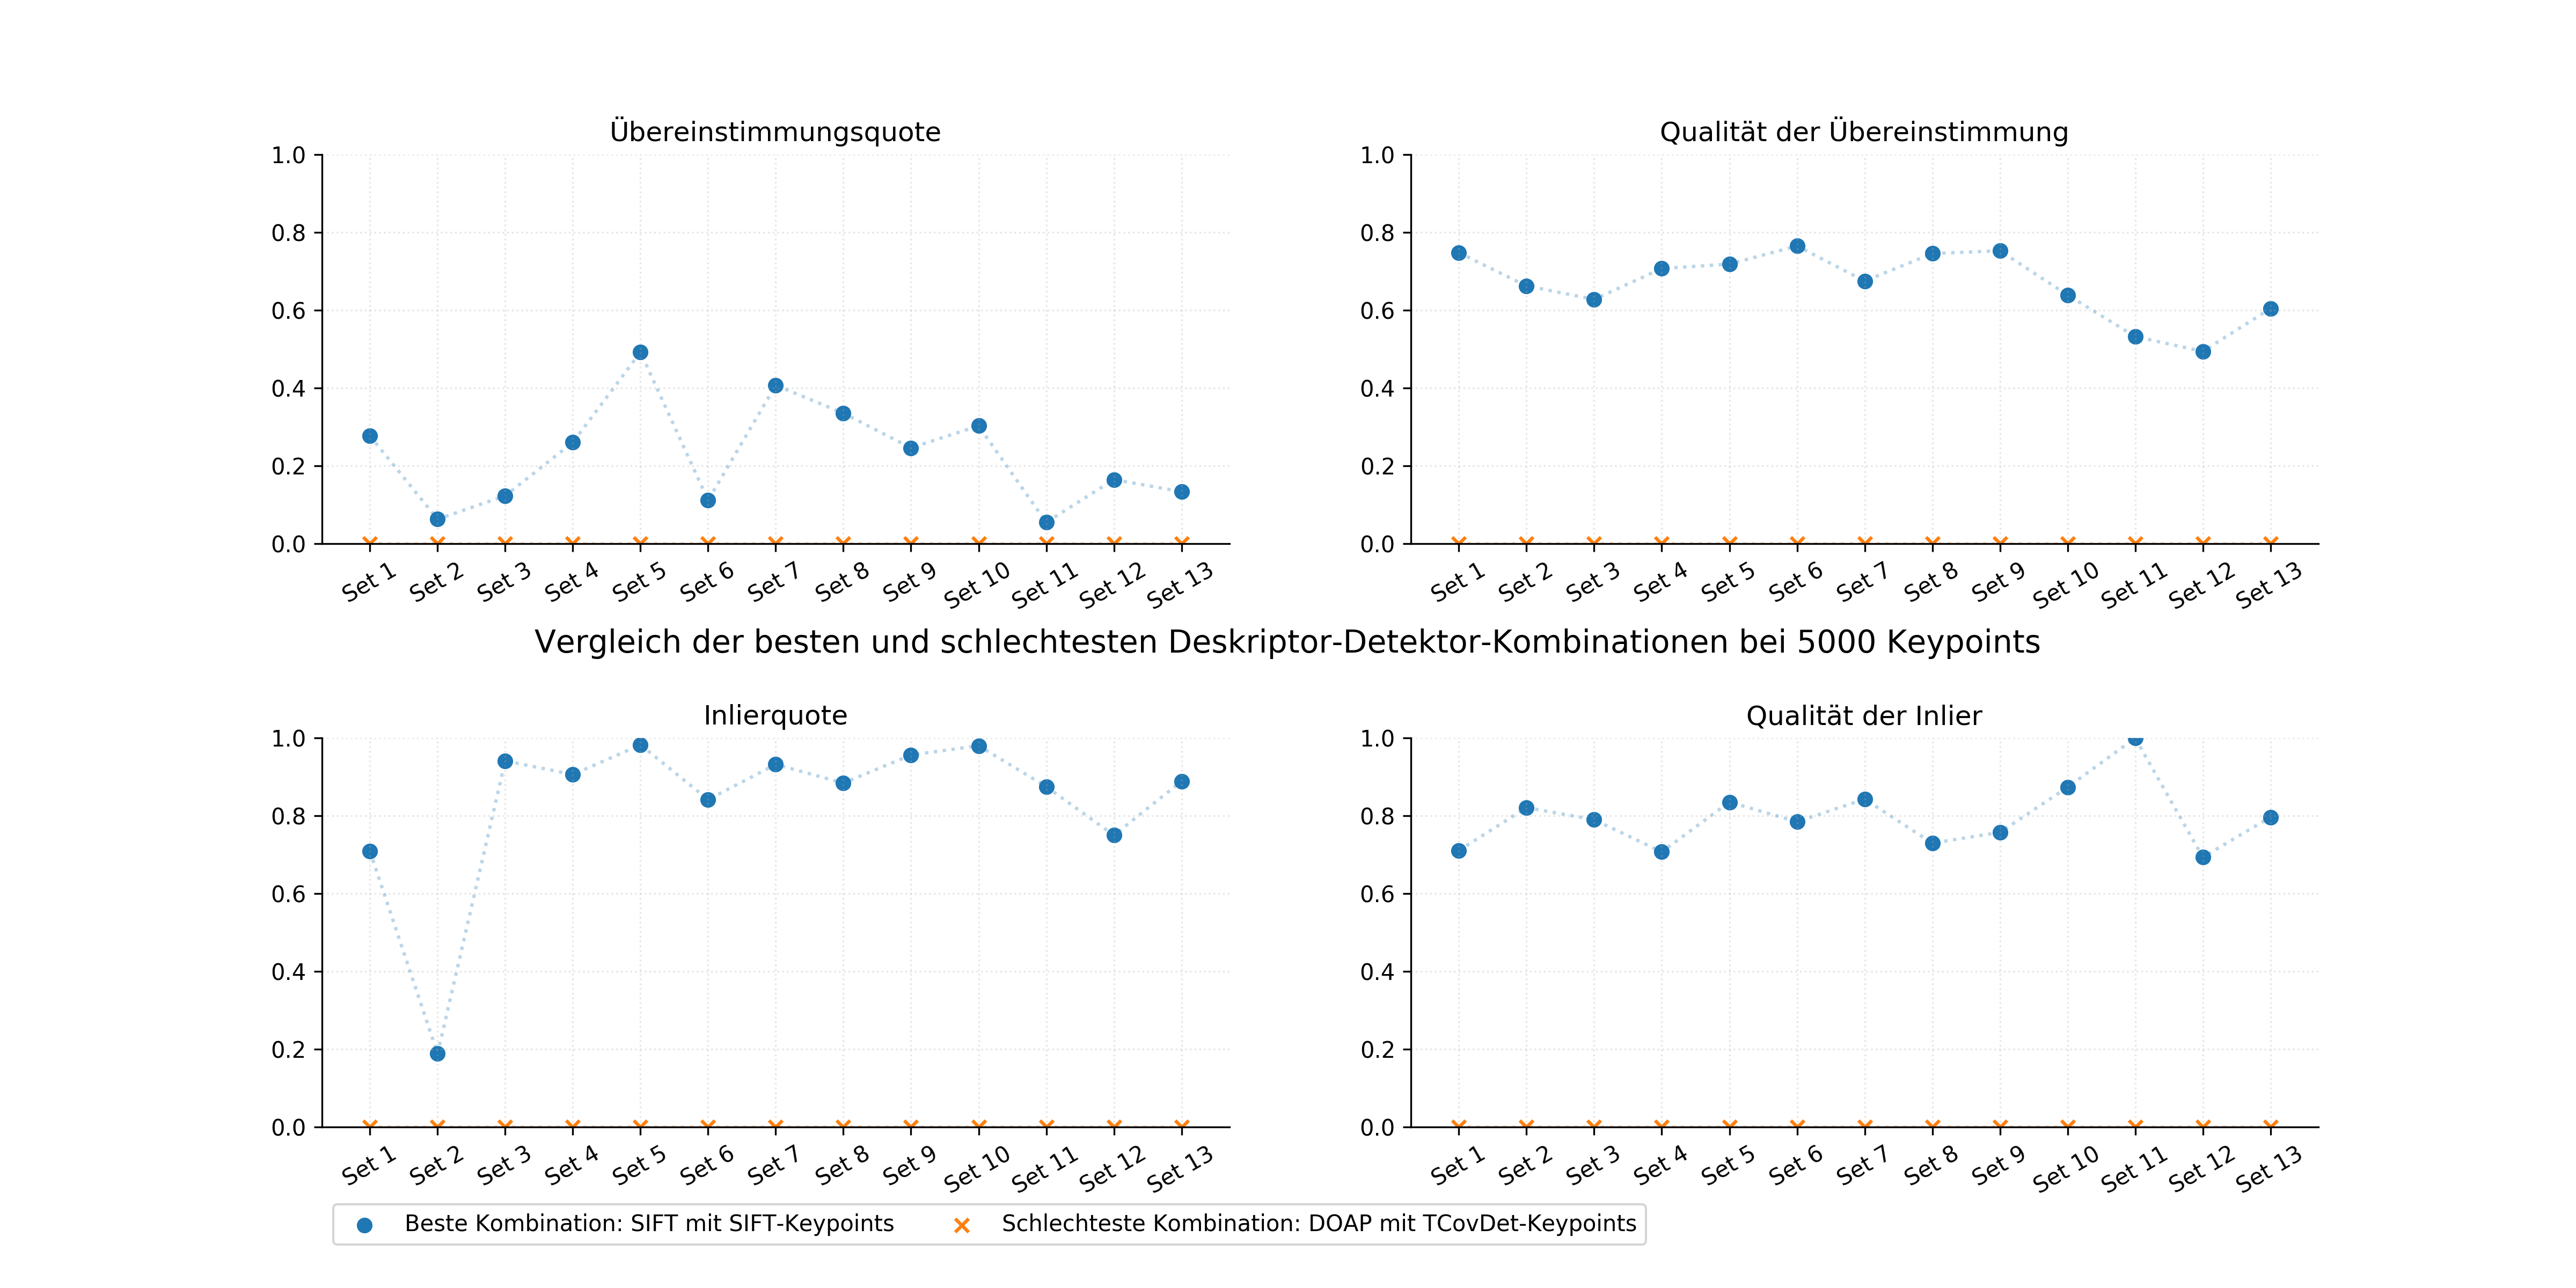 Übereinstimmungsquote
1.0
0.8
0.6
0.4
0.2
0.0
Set 1 Set 2 Set 3 Set 4 Set 5 Set 6 Set 7 Set 8 Set 9 Set 10 Set 11 Set 12 Set 13
Qualität der Übereinstimmung
1.0
0.8
0.6
0.4
0.2
0.0
Set 1 Set 2 Set 3 Set 4 Set 5 Set 6 Set 7 Set 8 Set 9 Set 10 Set 11 Set 12 Set 13
Vergleich der besten und schlechtesten Deskriptor-Detektor-Kombinationen bei 5000 Keypoints
Inlierquote
1.0
0.8
0.6
0.4
0.2
0.0
Set 1 Set 2 Set 3 Set 4 Set 5 Set 6 Set 7 Set 8 Set 9 Set 10 Set 11 Set 12 Set 13
Qualität der Inlier
1.0
0.8
0.6
0.4
0.2
0.0
Set 1 Set 2 Set 3 Set 4 Set 5 Set 6 Set 7 Set 8 Set 9 Set 10 Set 11 Set 12 Set 13
Beste Kombination: SIFT mit SIFT-Keypoints Schlechteste Kombination: DOAP mit TCovDet-Keypoints